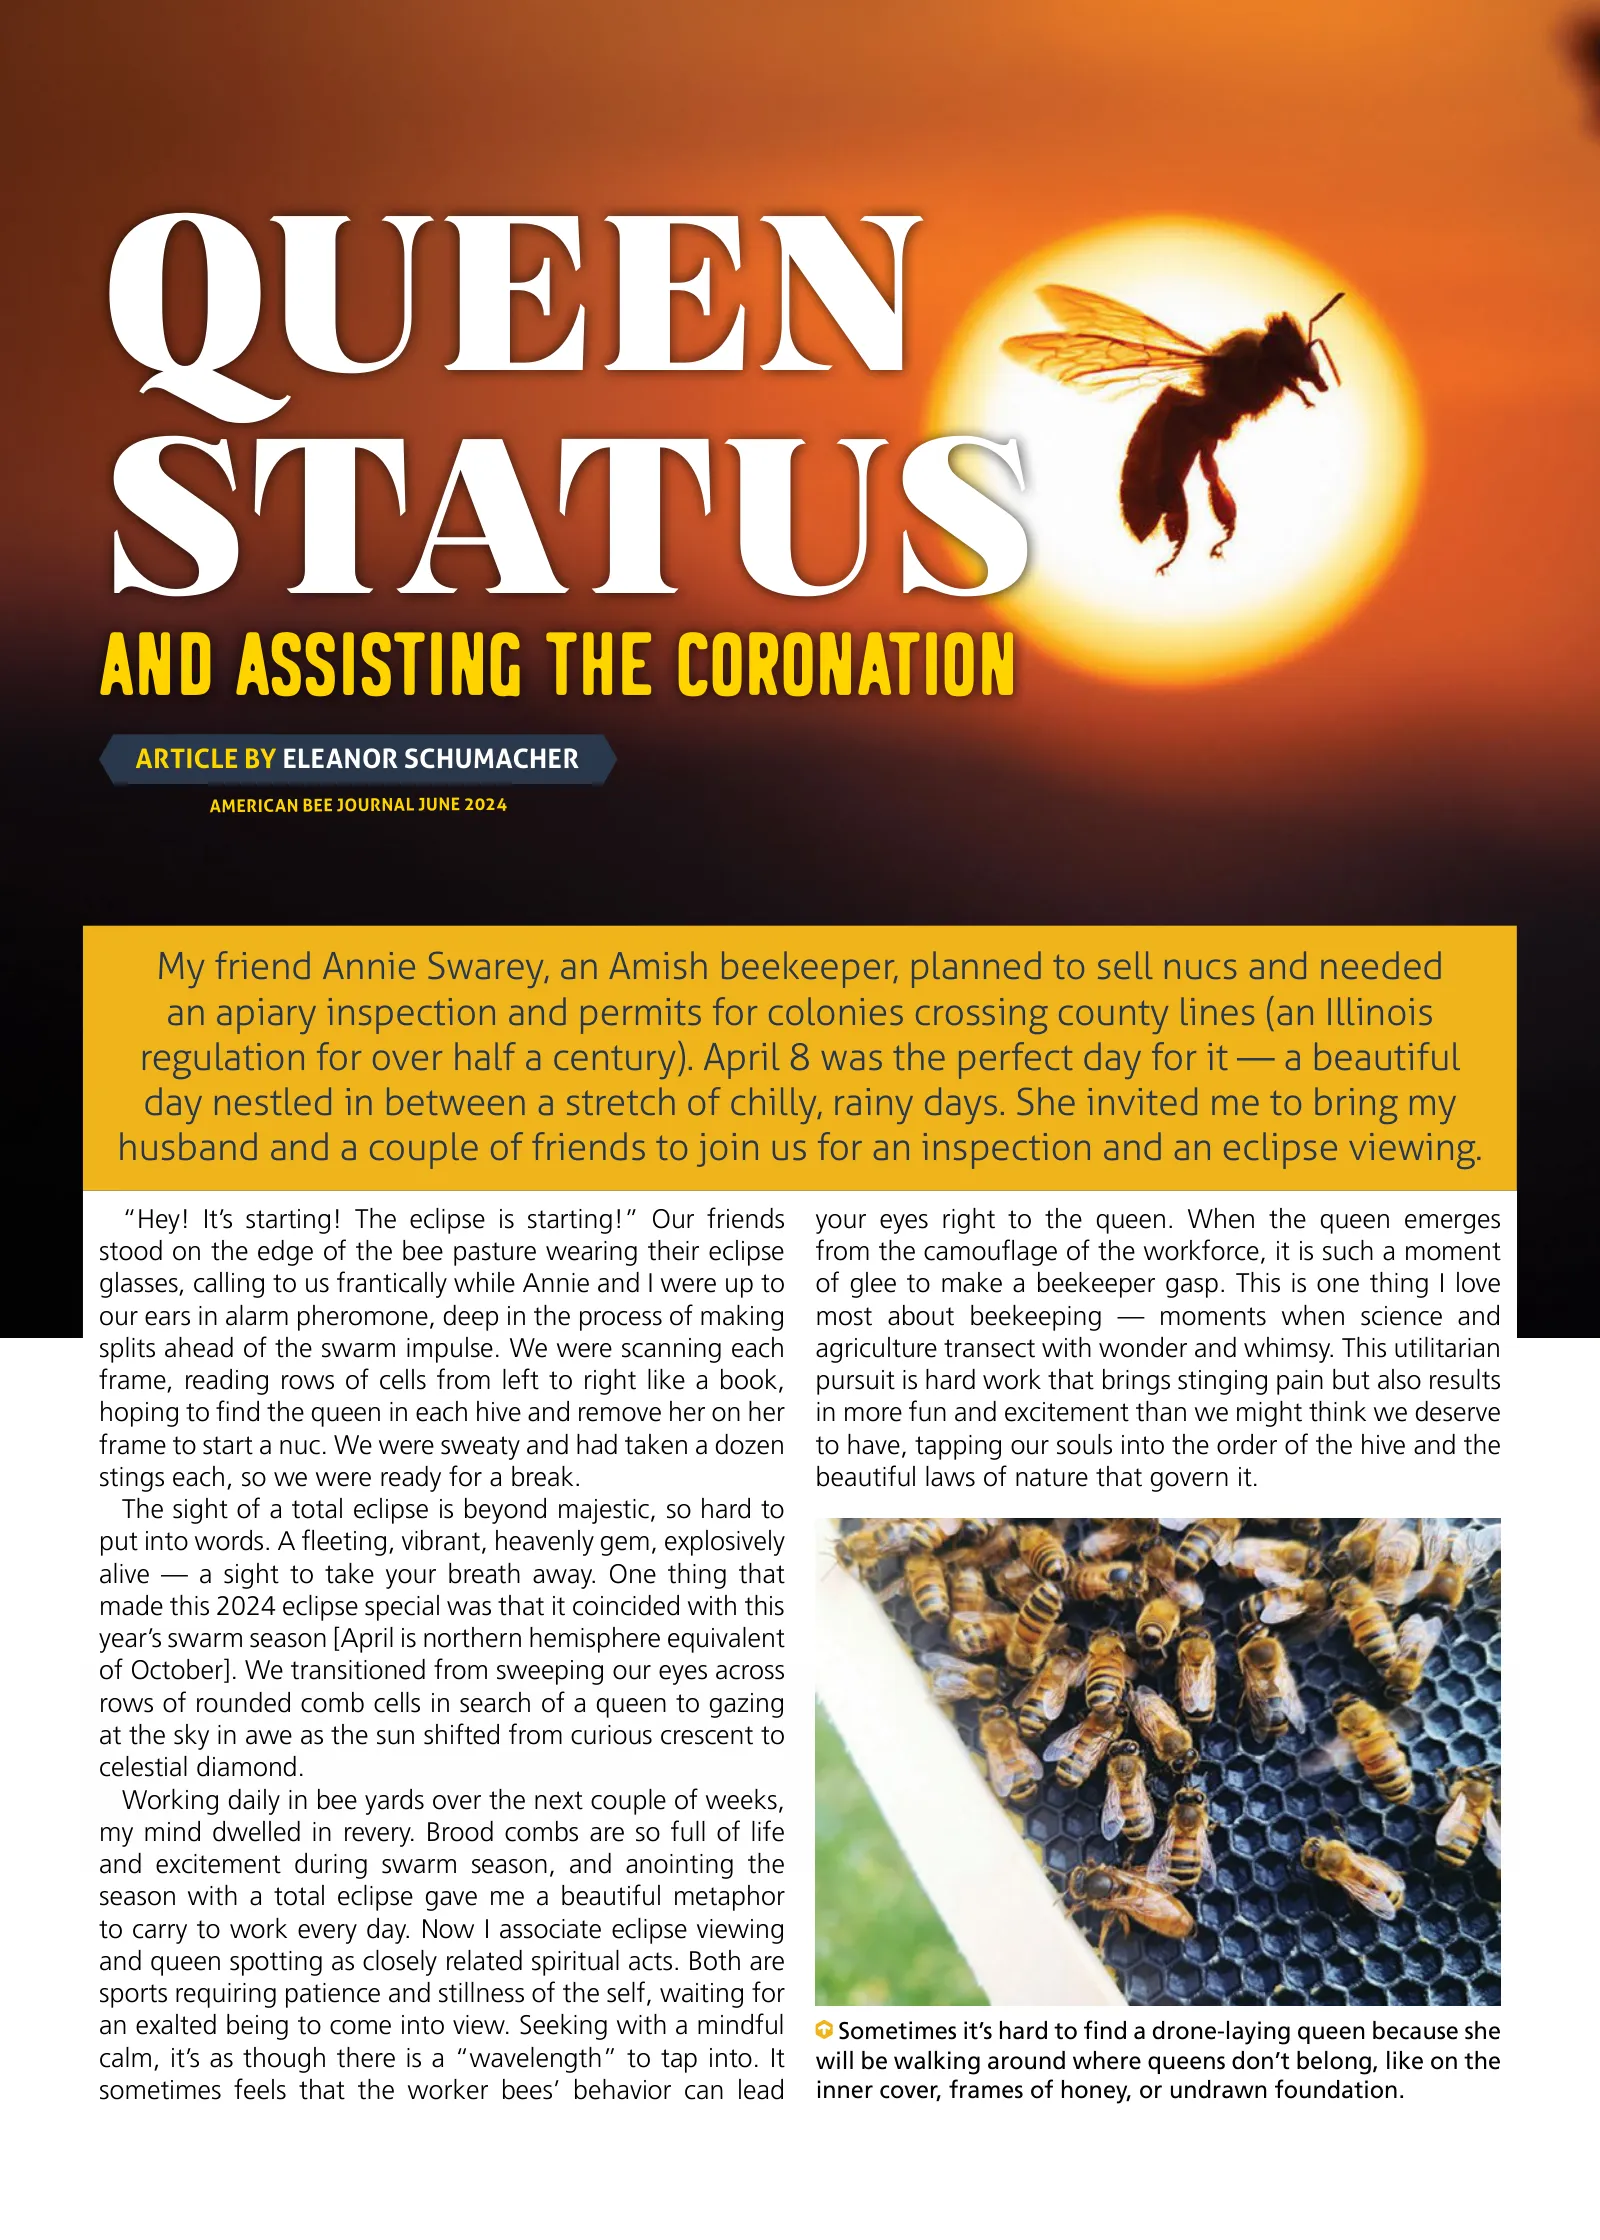 QUEEN
STATUS
AND ASSISTING THE CORONATION
ARTICLE BY ELEANOR SCHUMACHER
AMERICAN BEE JOURNAL JUNE 2024
My friend Annie Swarey, an Amish beekeeper, planned to sell nucs and needed
an apiary inspection and permits for colonies crossing county lines (an Illinois
regulation for over half a century). April 8 was the perfect day for it — a beautiful
day nestled in between a stretch of chilly, rainy days. She invited me to bring my
husband and a couple of friends to join us for an inspection and an eclipse viewing.
“Hey! It’s starting! The eclipse is starting!” Our friends
stood on the edge of the bee pasture wearing their eclipse
glasses, calling to us frantically while Annie and I were up to
our ears in alarm pheromone, deep in the process of making
splits ahead of the swarm impulse. We were scanning each
frame, reading rows of cells from left to right like a book,
hoping to find the queen in each hive and remove her on her
frame to start a nuc. We were sweaty and had taken a dozen
stings each, so we were ready for a break.
The sight of a total eclipse is beyond majestic, so hard to
put into words. A fleeting, vibrant, heavenly gem, explosively
alive — a sight to take your breath away. One thing that
made this 2024 eclipse special was that it coincided with this
year’s swarm season [April is northern hemisphere equivalent
of October]. We transitioned from sweeping our eyes across
rows of rounded comb cells in search of a queen to gazing
at the sky in awe as the sun shifted from curious crescent to
celestial diamond.
Working daily in bee yards over the next couple of weeks,
my mind dwelled in revery. Brood combs are so full of life
and excitement during swarm season, and anointing the
season with a total eclipse gave me a beautiful metaphor
to carry to work every day. Now I associate eclipse viewing
and queen spotting as closely related spiritual acts. Both are
sports requiring patience and stillness of the self, waiting for
an exalted being to come into view. Seeking with a mindful
calm, it’s as though there is a “wavelength” to tap into. It
sometimes feels that the worker bees’ behavior can lead
your eyes right to the queen. When the queen emerges
from the camouflage of the workforce, it is such a moment
of glee to make a beekeeper gasp. This is one thing I love
most about beekeeping — moments when science and
agriculture transect with wonder and whimsy. This utilitarian
pursuit is hard work that brings stinging pain but also results
in more fun and excitement than we might think we deserve
to have, tapping our souls into the order of the hive and the
beautiful laws of nature that govern it.
Sometimes it’s hard to find a drone-laying queen because she
will be walking around where queens don’t belong, like on the
inner cover, frames of honey, or undrawn foundation.